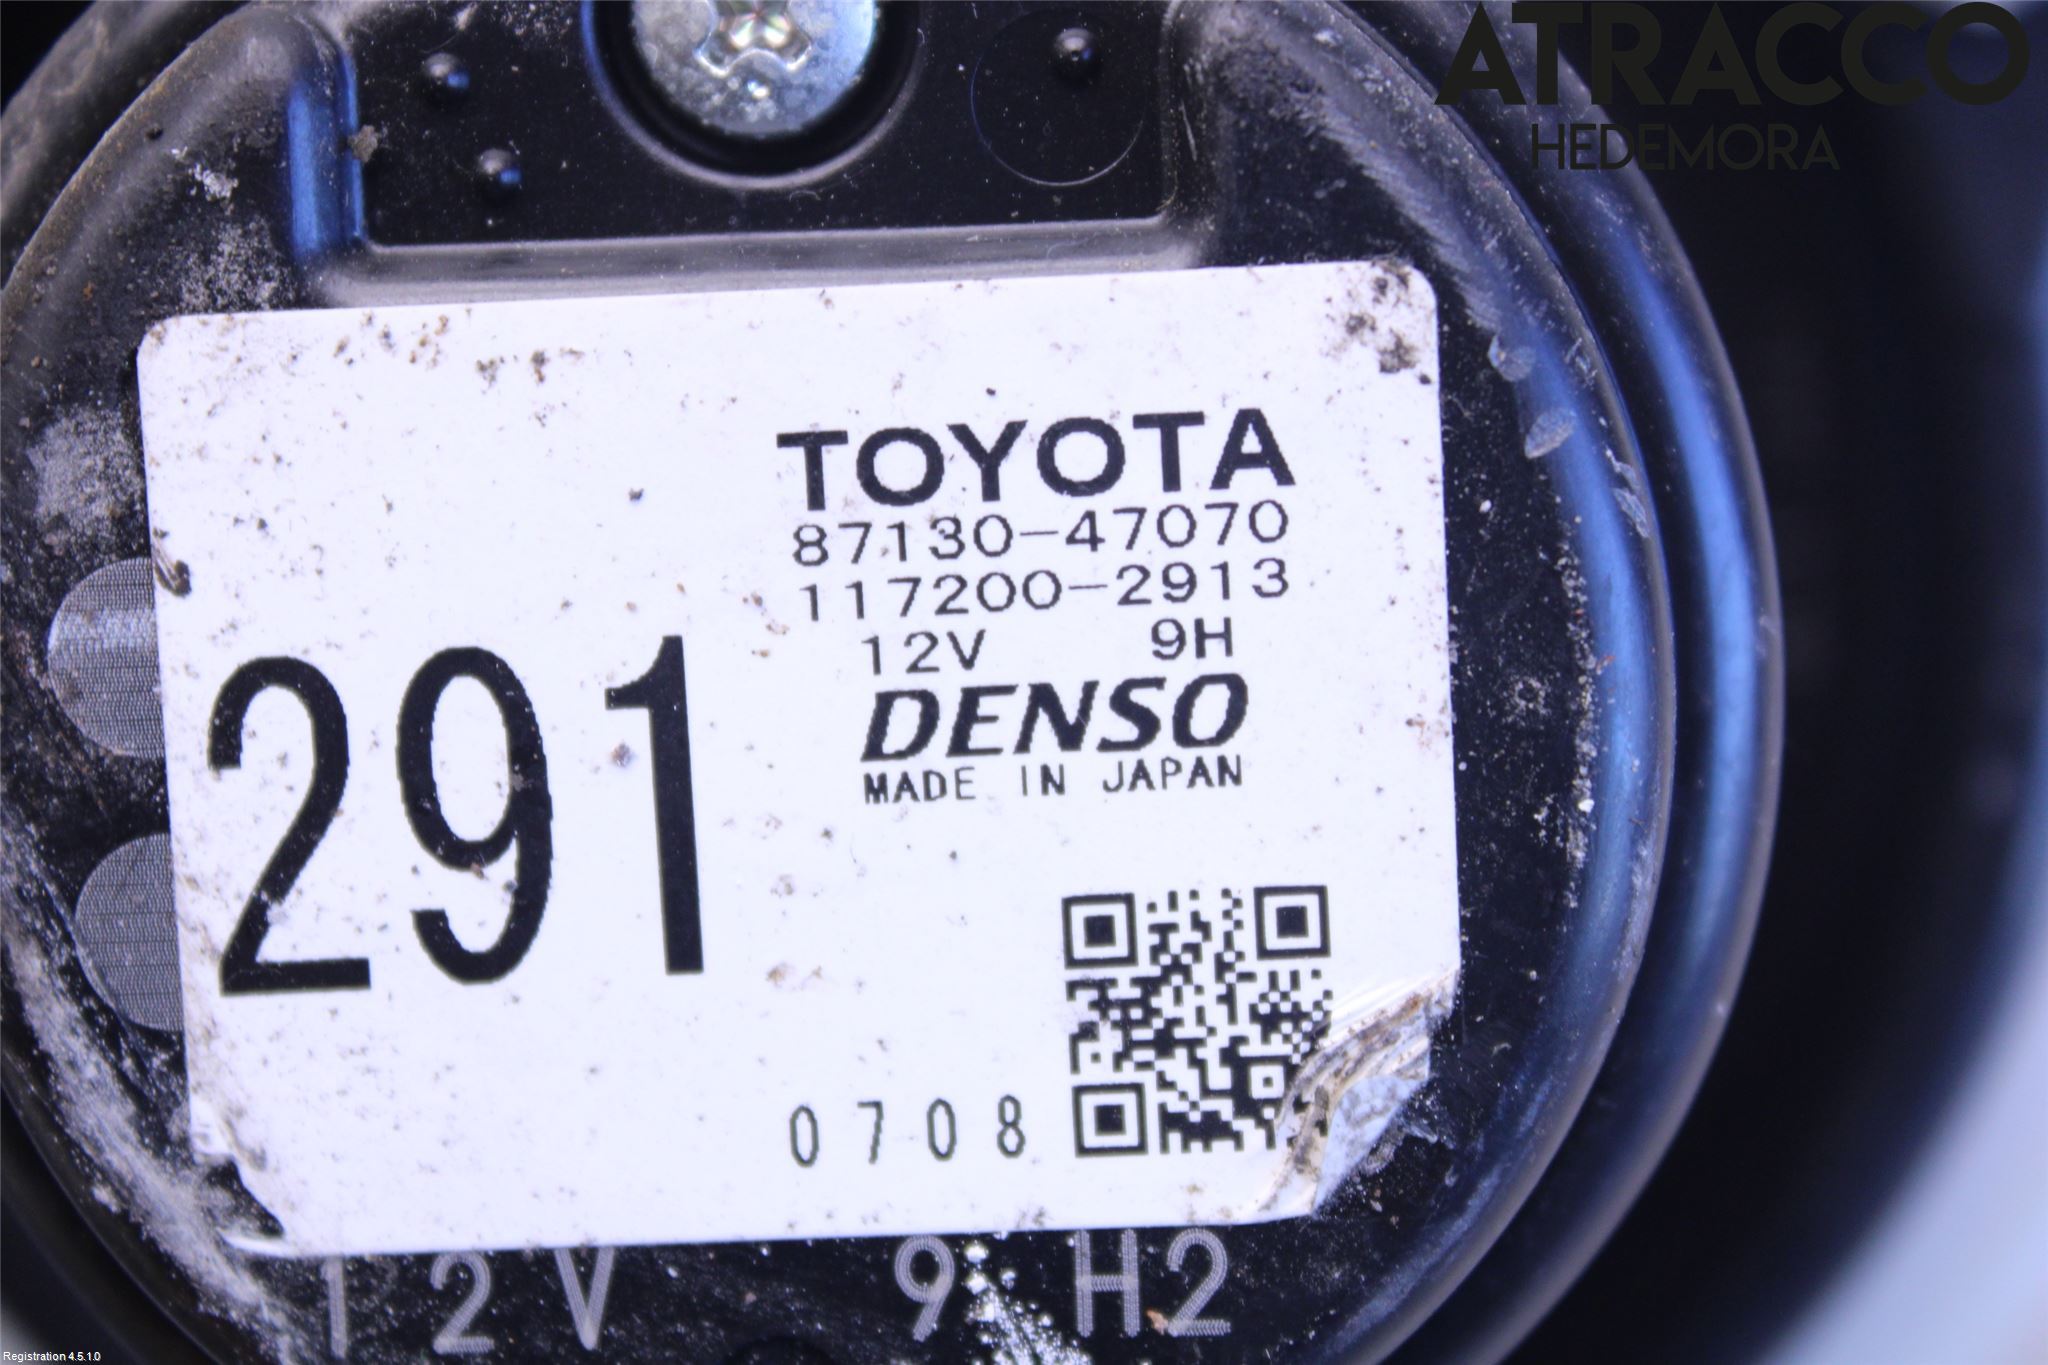 ATRACCO
HEDEMORA
TOYOTA
87130-47070
117200-2913
12V 9H
DENSO
MADE IN JAPAN
291
0708
12V 9 H2
Registration 4.5.1.0